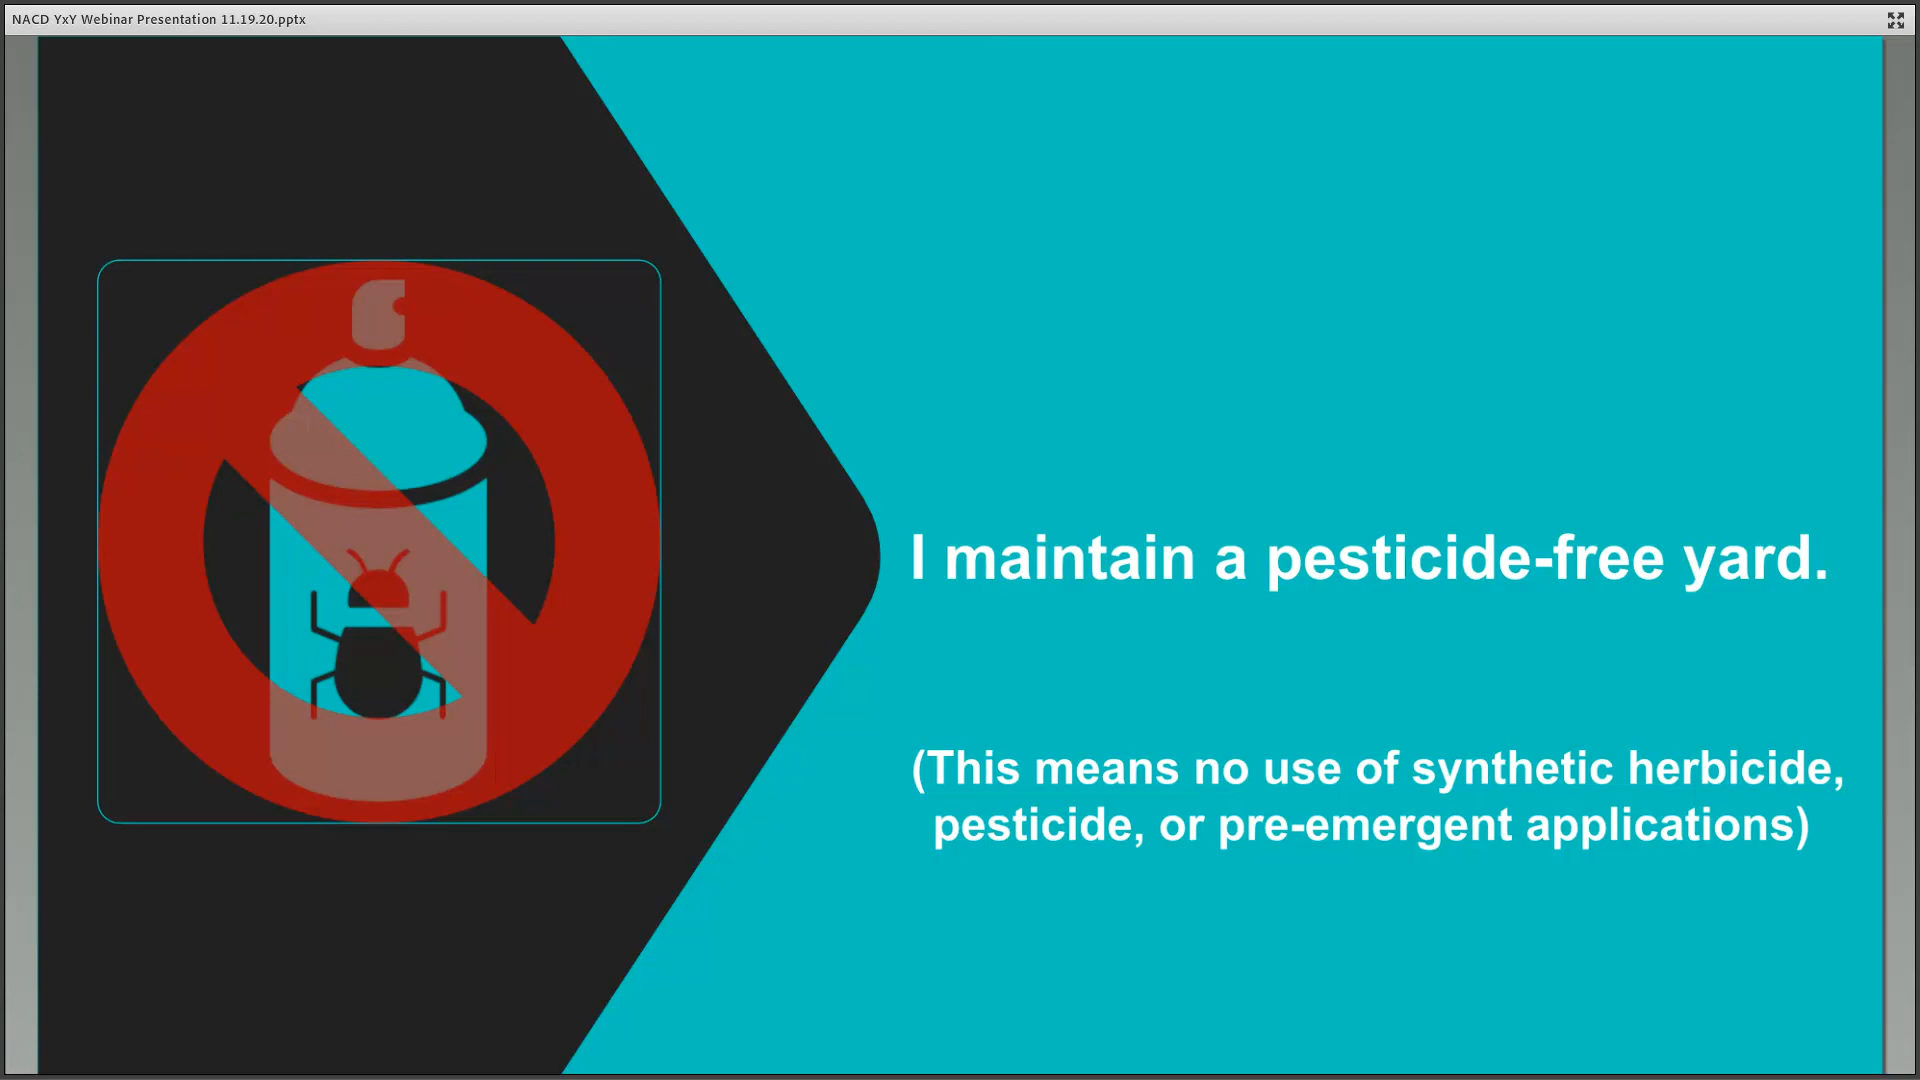 NACD YxY Webinar Presentation 11.19.20.pptx
I maintain a pesticide-free yard.
(This means no use of synthetic herbicide,
pesticide, or pre-emergent applications)